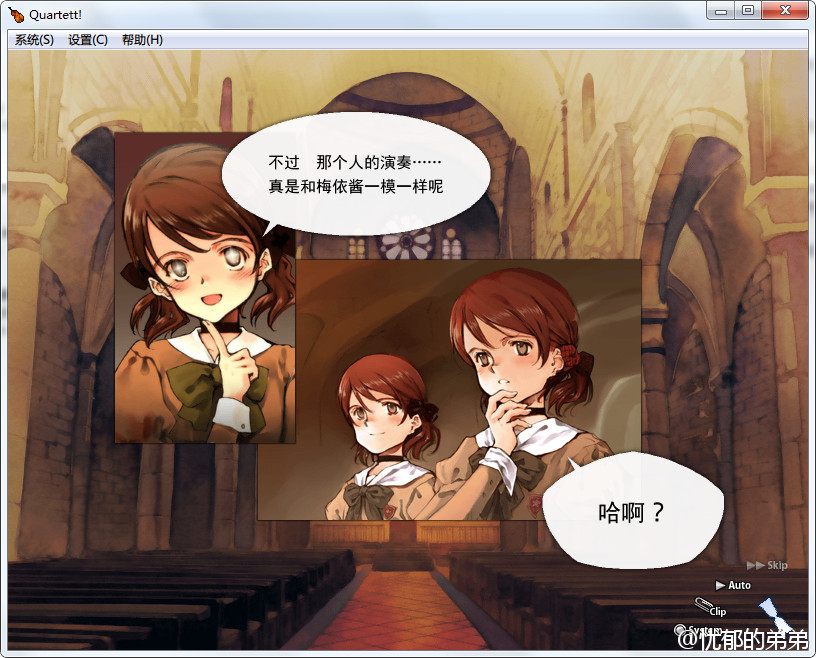 Quartett!
系统(S) 设置(C) 帮助(H)
不过 那个人的演奏……
真是和梅依酱一模一样呢
哈啊？
Skip
Auto
Clip
System
@忧郁的弟弟